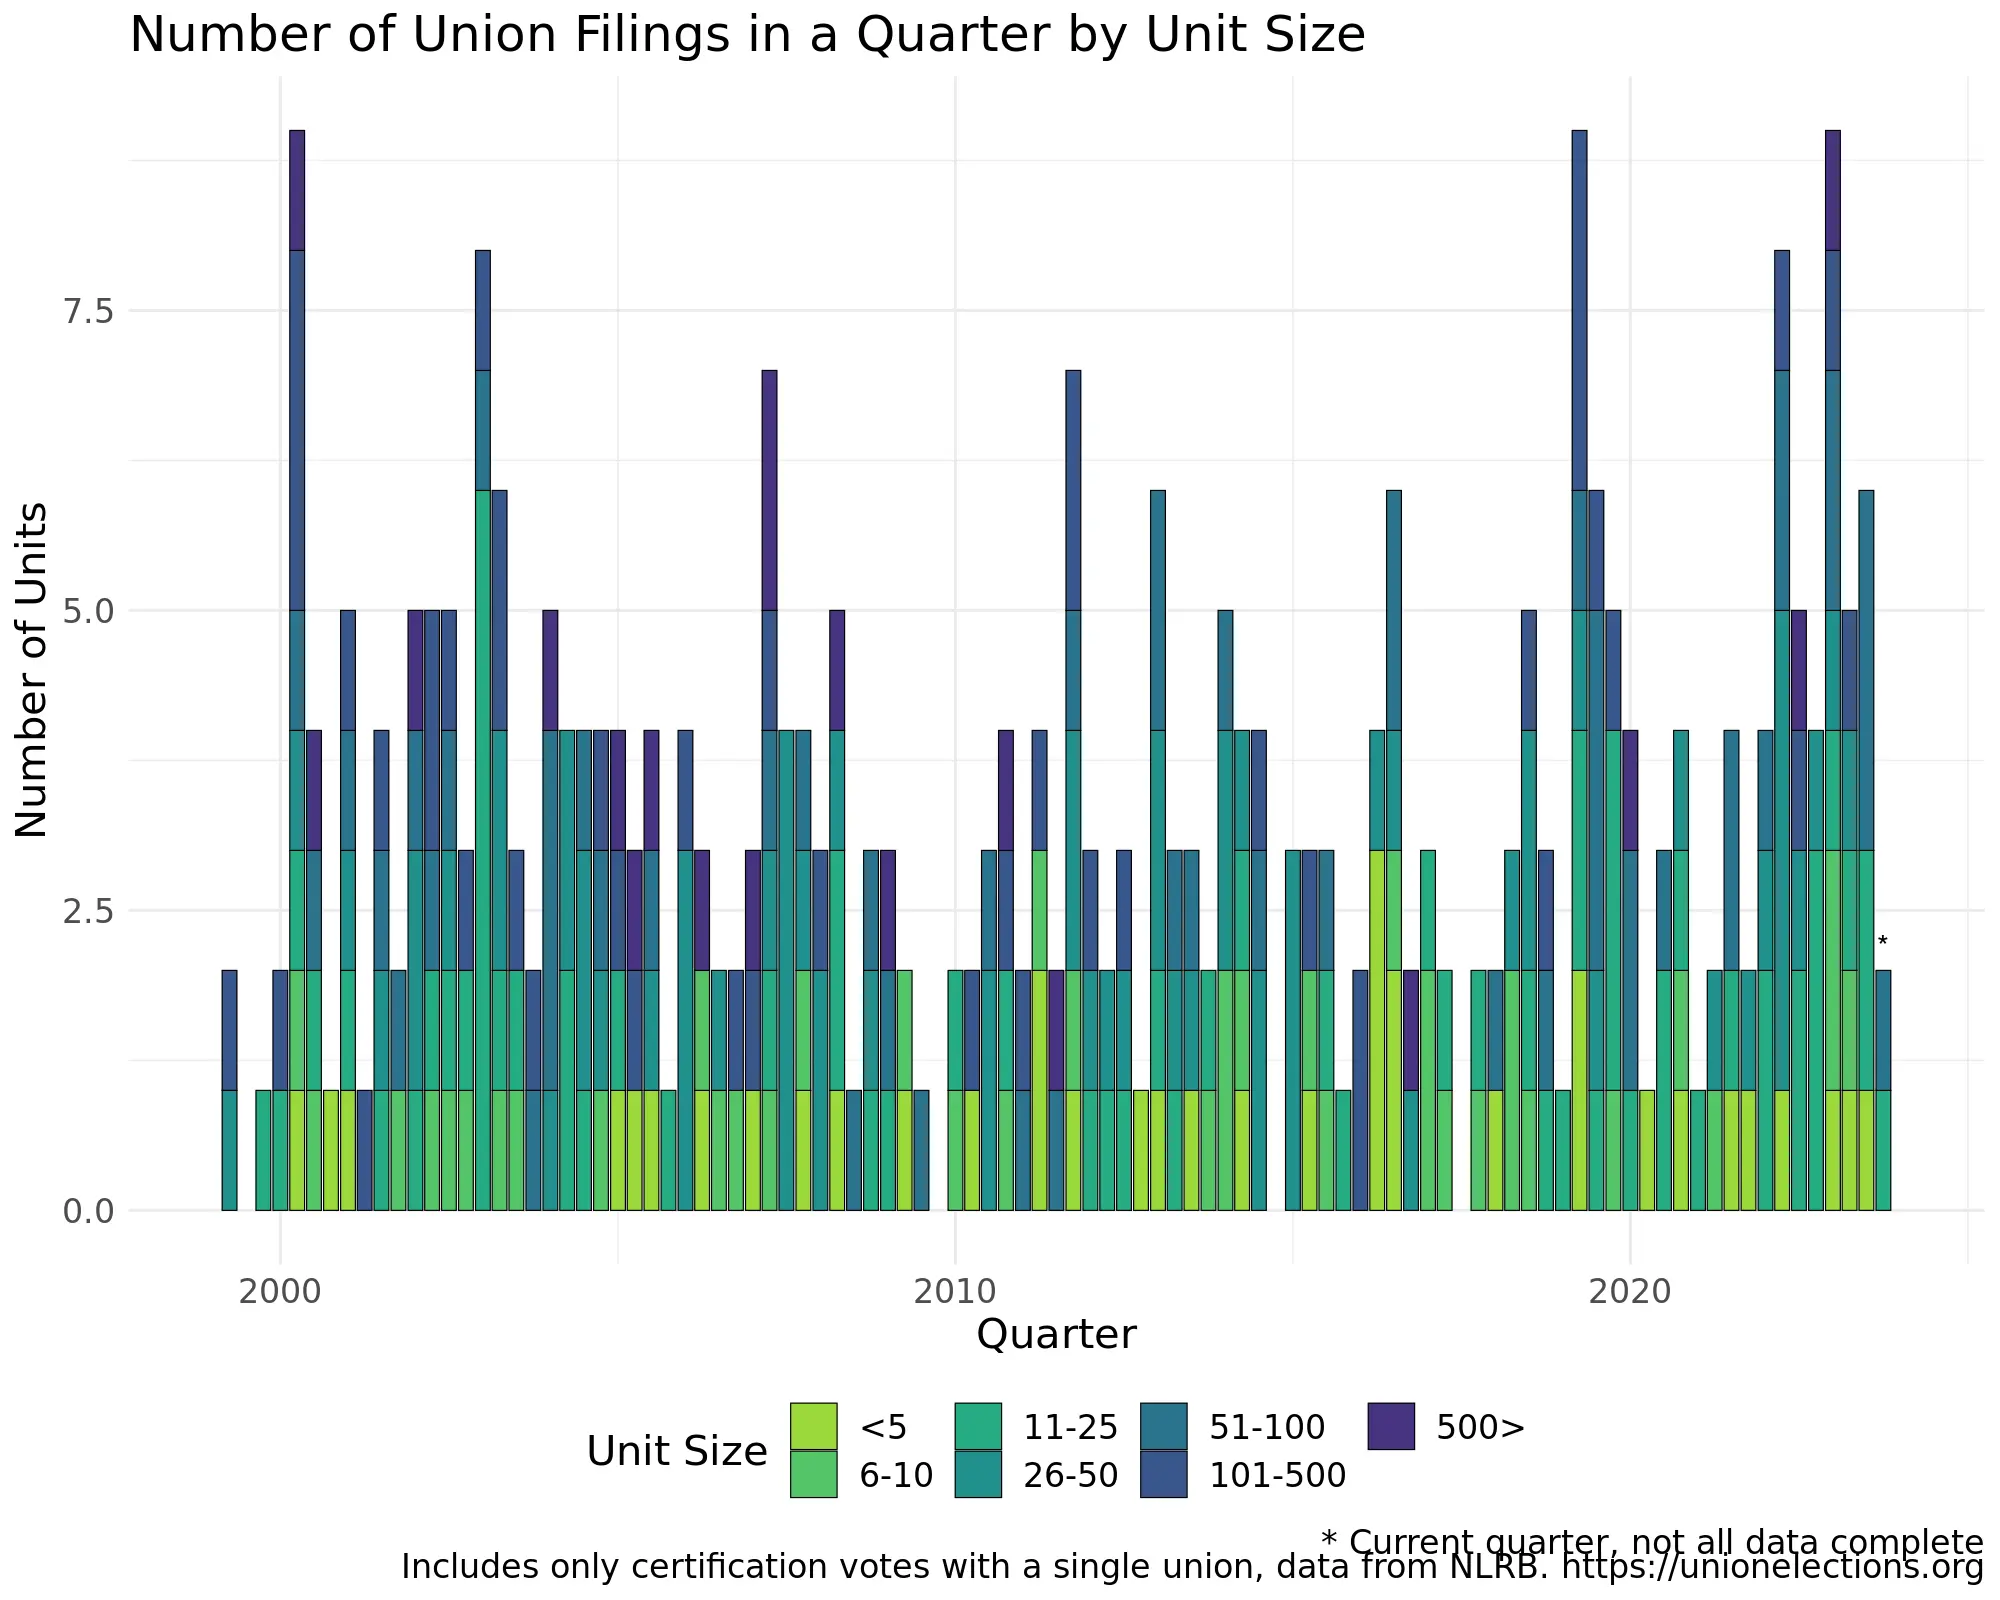 Number of Union Filings in a Quarter by Unit Size
Number of Units
7.5
5.0
2.5
0.0
*
2000 2010 2020
Quarter
Unit Size
<5 11-25 51-100 500>
6-10 26-50 101-500
* Current quarter, not all data complete
Includes only certification votes with a single union, data from NLRB. https://unionelections.org